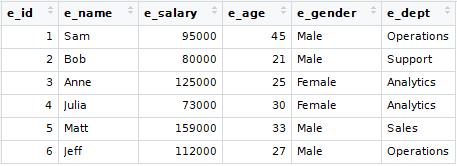 e_id e_name e_salary e_age e_gender e_dept
1 Sam 95000 45 Male Operations
2 Bob 80000 21 Male Support
3 Anne 125000 25 Female Analytics
4 Julia 73000 30 Female Analytics
5 Matt 159000 33 Male Sales
6 Jeff 112000 27 Male Operations